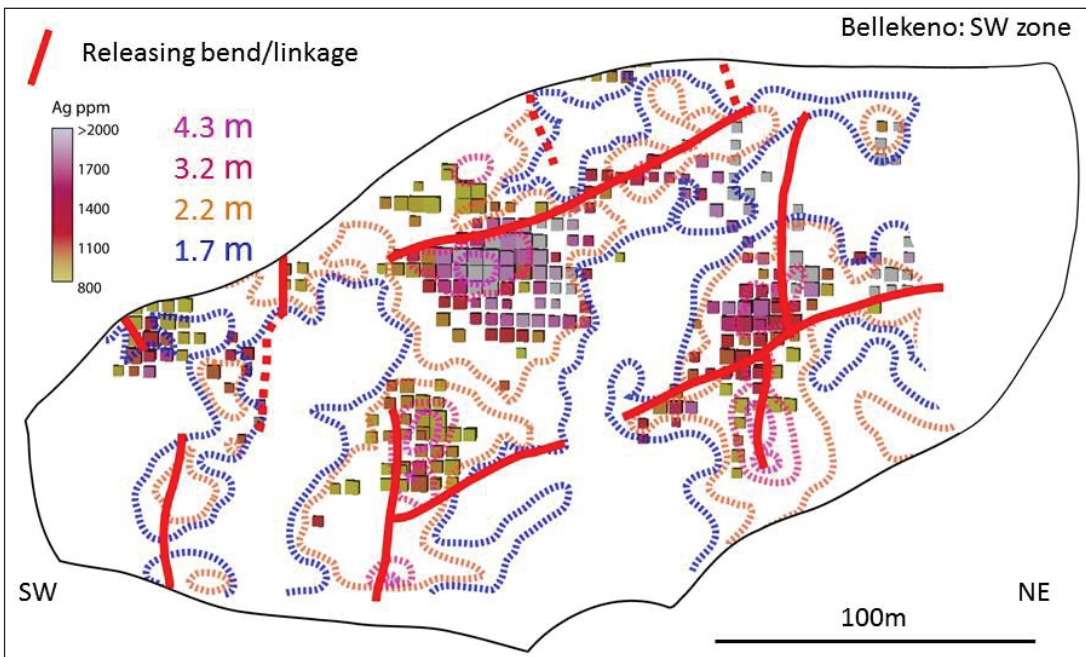 Bellekeno: SW zone
Releasing bend/linkage
Ag ppm
>2000
1700
1400
1100
800
4.3 m
3.2 m
2.2 m
1.7 m
SW
NE
100m